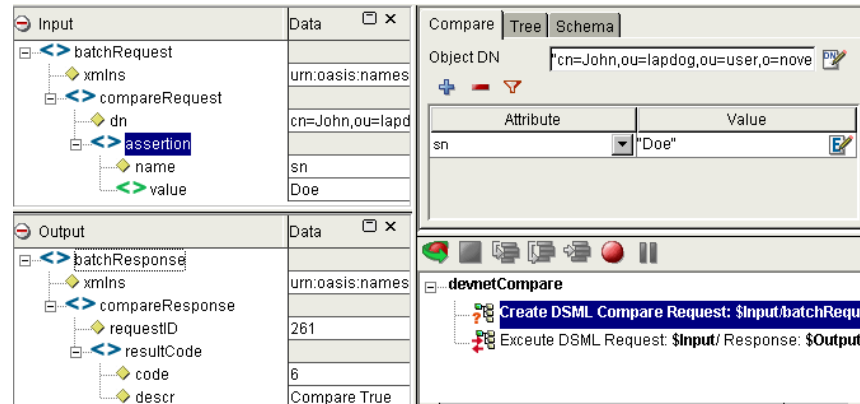 Input Data
batchRequest
xmlns urn:oasis:names
compareRequest
dn cn=John,ou=lapd
assertion
name sn
value Doe
Output Data
batchResponse
xmlns urn:oasis:names
compareResponse
requestID 261
resultCode
code 6
descr Compare True
Compare Tree Schema
Object DN "cn=John,ou=lapdog,ou=user,o=nove
Attribute Value
sn "Doe"
devnetCompare
Create DSML Compare Request: $Input/batchRequ
Exceute DSML Request: $Input/ Response: $Output